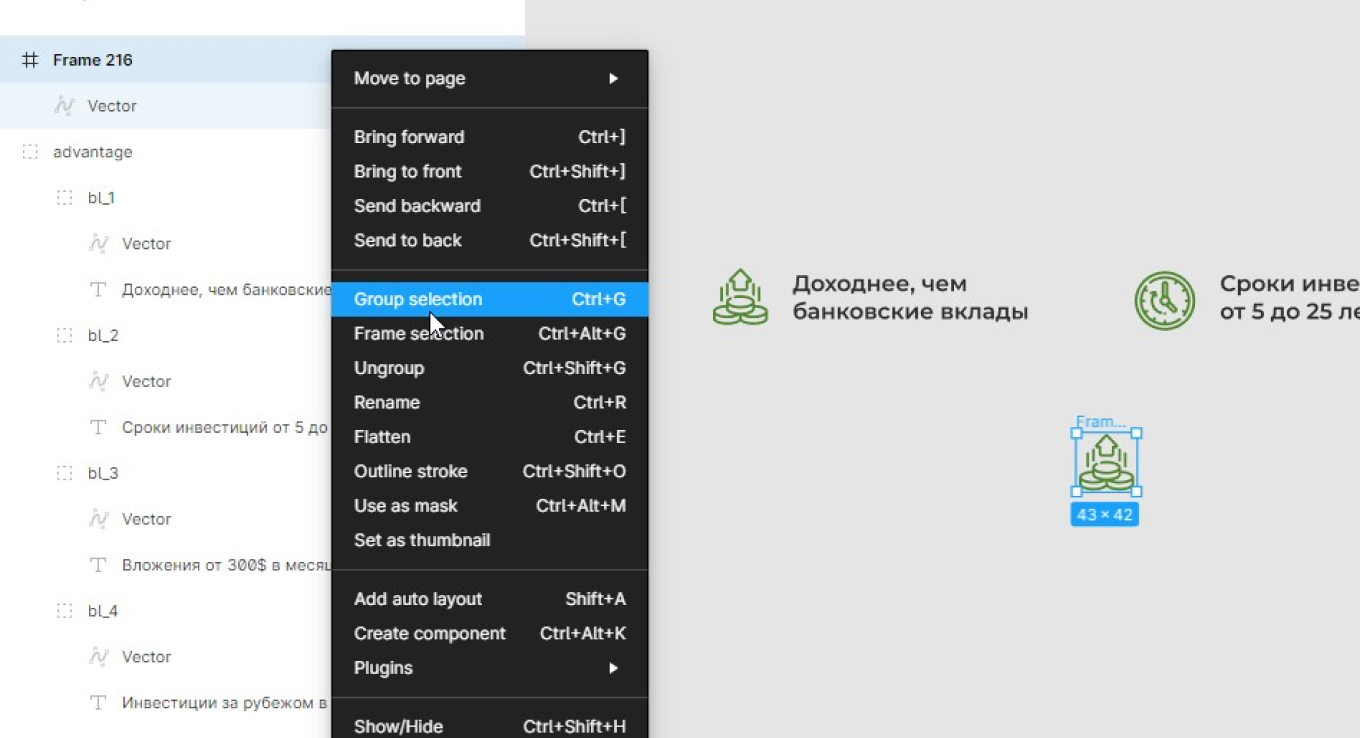 Frame 216
Vector
advantage
bl_1
Vector
Доходнее, чем банковские
bl_2
Vector
Сроки инвестиций от 5 до
bl_3
Vector
Вложения от 300$ в месяц
bl_4
Vector
Инвестиции за рубежом в
Move to page
Bring forward Ctrl+]
Bring to front Ctrl+Shift+]
Send backward Ctrl+[
Send to back Ctrl+Shift+[
Group selection Ctrl+G
Frame selection Ctrl+Alt+G
Ungroup Ctrl+Shift+G
Rename Ctrl+R
Flatten Ctrl+E
Outline stroke Ctrl+Shift+O
Use as mask Ctrl+Alt+M
Set as thumbnail
Add auto layout Shift+A
Create component Ctrl+Alt+K
Plugins
Show/Hide Ctrl+Shift+H
Доходнее, чем
банковские вклады
Сроки инве
от 5 до 25 ле
Fram...
43 × 42